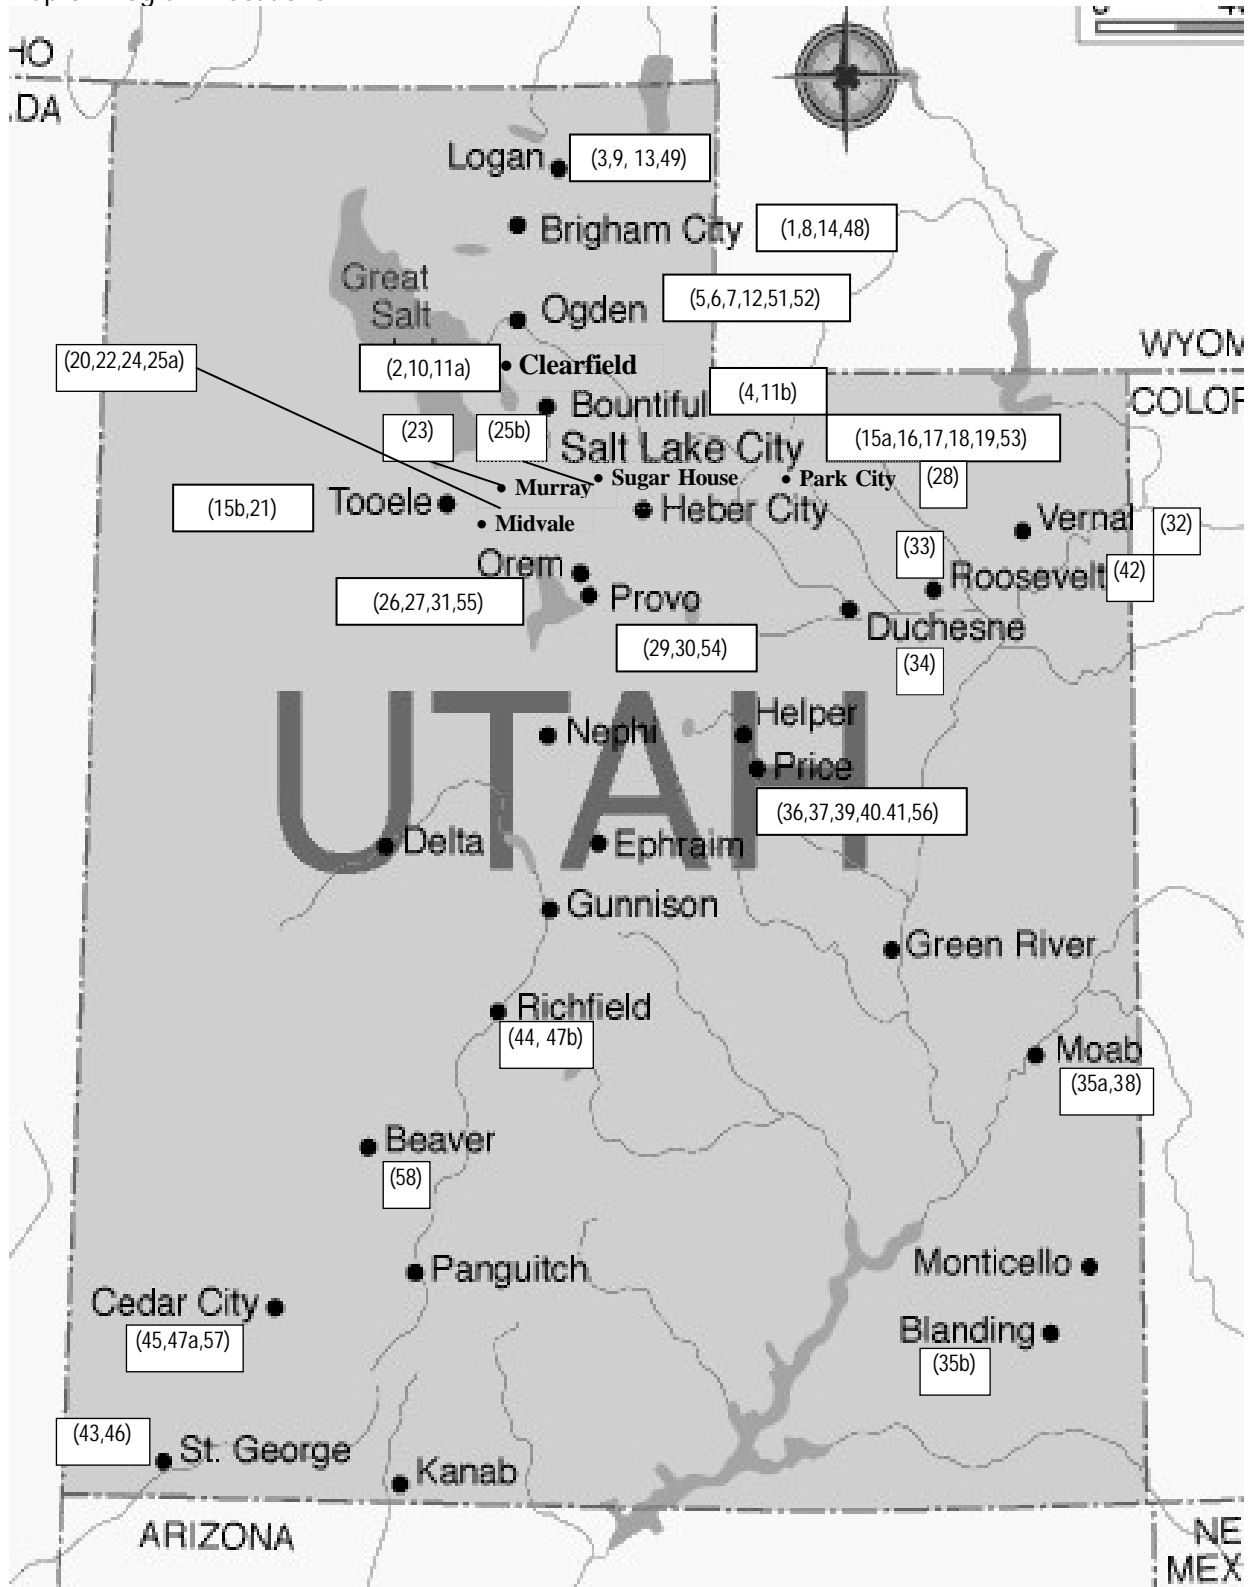 HO
ADA
Logan
(3,9, 13,49)
Brigham City
(1,8,14,48)
Great
Salt
(5,6,7,12,51,52)
Ogden
WYOM
(20,22,24,25a)
(2,10,11a)
Clearfield
(4,11b)
COLOR
Bountiful
(23)
(25b)
Salt Lake City
(15a,16,17,18,19,53)
Sugar House
Park City
(28)
Murray
(15b,21)
Tooele
Midvale
Heber City
Vernal
(32)
(33)
Orem
Roosevelt
(42)
(26,27,31,55)
Provo
Duchesne
(29,30,54)
(34)
UTAH
Nephi
Helper
Price
(36,37,39,40.41,56)
Delta
Ephraim
Gunnison
Green River
Richfield
(44, 47b)
Moab
(35a,38)
Beaver
(58)
Panguitch
Monticello
Cedar City
(45,47a,57)
Blanding
(35b)
(43,46)
St. George
Kanab
ARIZONA
NE
MEX